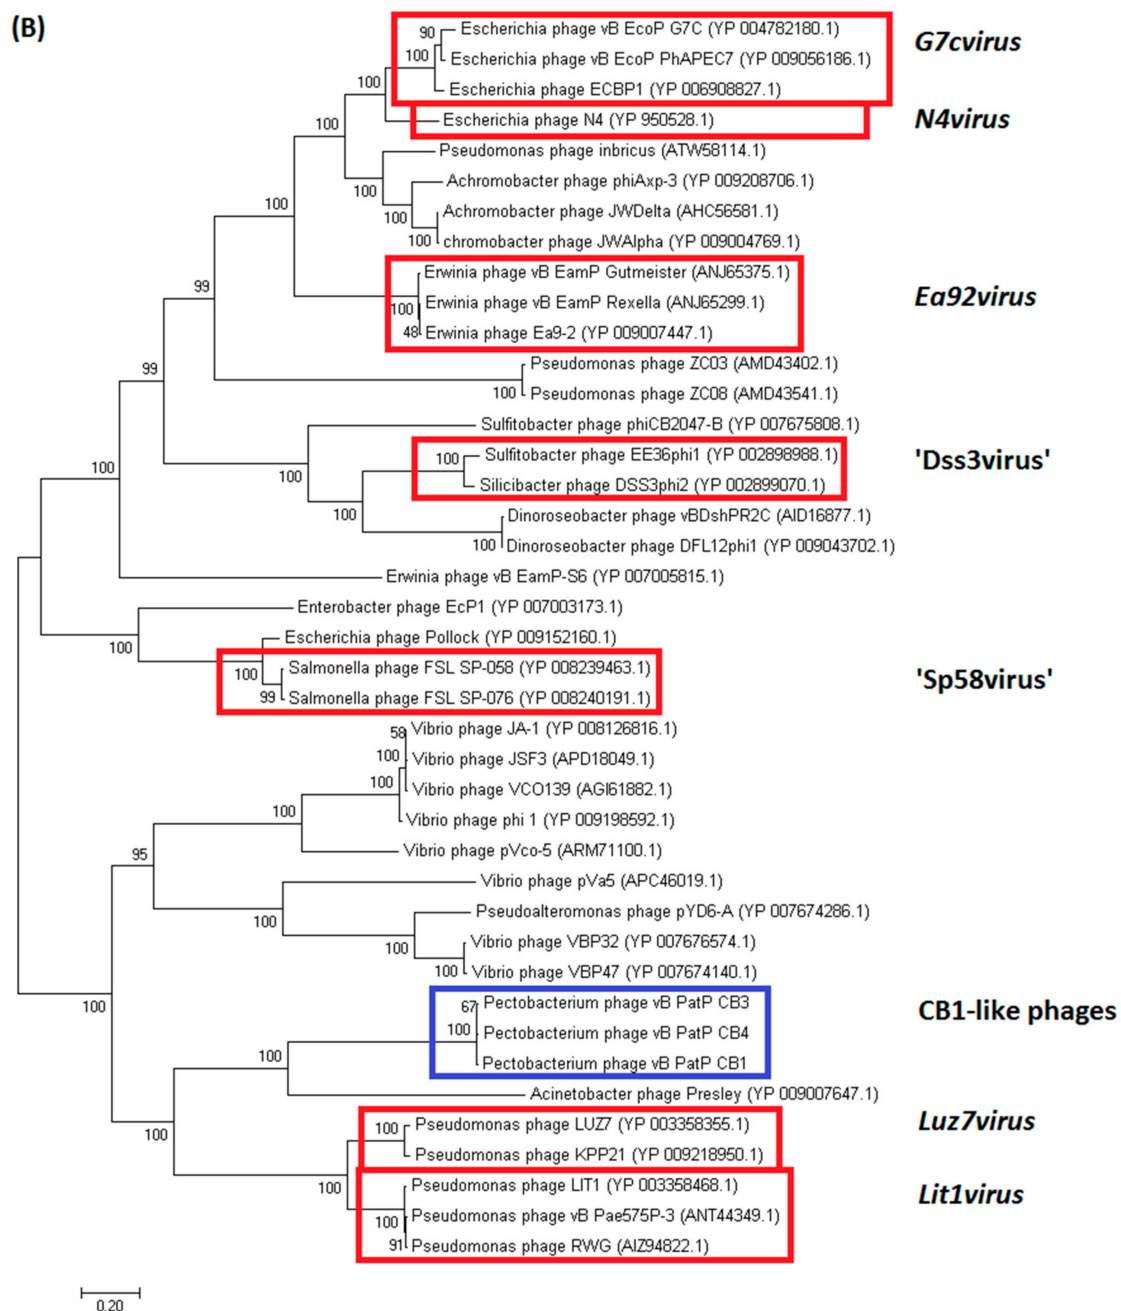 (B)
90
Escherichia phage vB EcoP G7C (YP 004782180.1)
G7cvirus
100
Escherichia phage vB EcoP PhAPEC7 (YP 009056186.1)
100
Escherichia phage ECBP1 (YP 006908827.1)
100
Escherichia phage N4 (YP 950528.1)
N4virus
Pseudomonas phage inbricus (ATW58114.1)
100
Achromobacter phage phiAxp-3 (YP 009208706.1)
100
Achromobacter phage JWDelta (AHC56581.1)
100
100
chromobacter phage JWAlpha (YP 009004769.1)
Erwinia phage vB EamP Gutmeister (ANJ65375.1)
99
100
Erwinia phage vB EamP Rexella (ANJ65299.1)
Ea92virus
48
Erwinia phage Ea9-2 (YP 009007447.1)
99
Pseudomonas phage ZC03 (AMD43402.1)
100
Pseudomonas phage ZC08 (AMD43541.1)
Sulfitobacter phage phiCB2047-B (YP 007675808.1)
100
100
Sulfitobacter phage EE36phi1 (YP 002898988.1)
'Dss3virus'
100
Silicibacter phage DSS3phi2 (YP 002899070.1)
100
Dinoroseobacter phage vBDshPR2C (AID16877.1)
100
Dinoroseobacter phage DFL12phi1 (YP 009043702.1)
Erwinia phage vB EamP-S6 (YP 007005815.1)
Enterobacter phage EcP1 (YP 007003173.1)
100
Escherichia phage Pollock (YP 009152160.1)
100
Salmonella phage FSL SP-058 (YP 008239463.1)
'Sp58virus'
99
Salmonella phage FSL SP-076 (YP 008240191.1)
58
Vibrio phage JA-1 (YP 008126816.1)
100
Vibrio phage JSF3 (APD18049.1)
100
Vibrio phage VCO139 (AGI61882.1)
100
Vibrio phage phi 1 (YP 009198592.1)
95
Vibrio phage pVco-5 (ARM71100.1)
Vibrio phage pVa5 (APC46019.1)
100
Pseudoalteromonas phage pYD6-A (YP 007674286.1)
100
Vibrio phage VBP32 (YP 007676574.1)
100
Vibrio phage VBP47 (YP 007674140.1)
100
67
Pectobacterium phage vB PatP CB3
CB1-like phages
100
Pectobacterium phage vB PatP CB4
100
Pectobacterium phage vB PatP CB1
Acinetobacter phage Presley (YP 009007647.1)
100
100
Pseudomonas phage LUZ7 (YP 003358355.1)
Luz7virus
Pseudomonas phage KPP21 (YP 009218950.1)
100
Pseudomonas phage LIT1 (YP 003358468.1)
Lit1virus
100
Pseudomonas phage vB Pae575P-3 (ANT44349.1)
91
Pseudomonas phage RWG (AIZ94822.1)
0.20